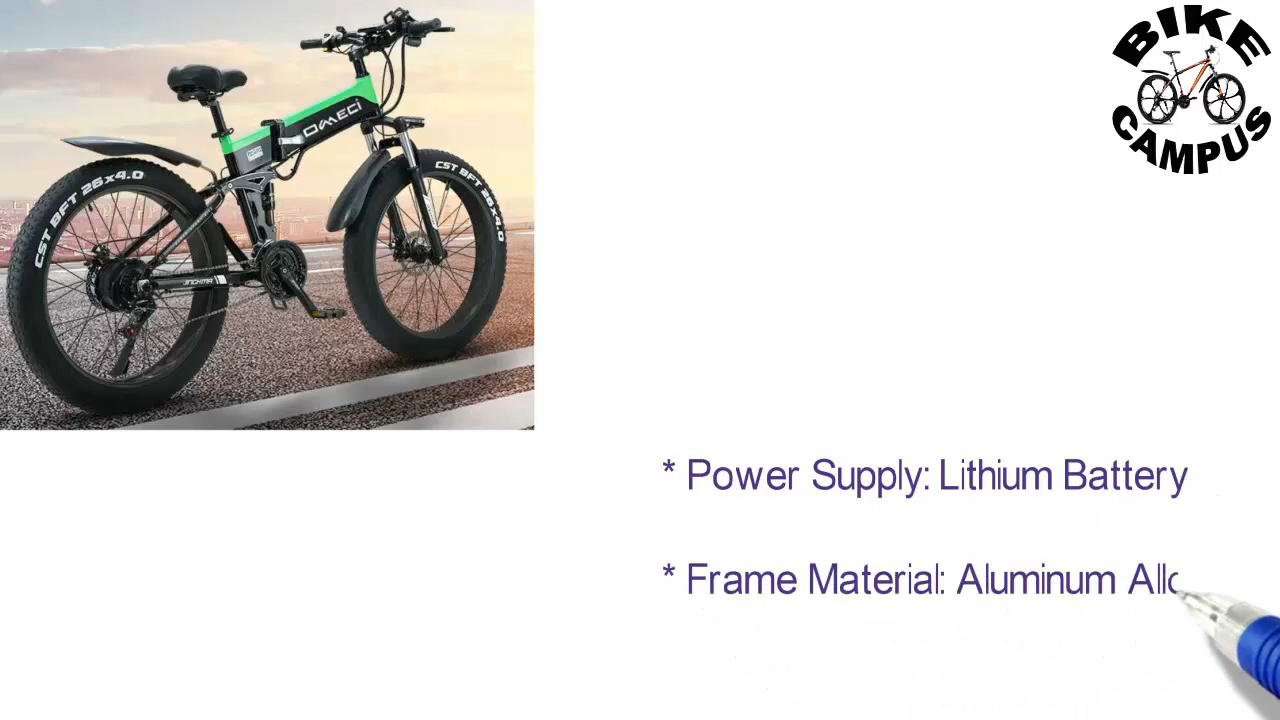 BIKE
CAMPUS
OMECI
CST BFT 26x4.0
CST BFT 26x4.0
JINGHMA
* Power Supply: Lithium Battery
* Frame Material: Aluminum Allo